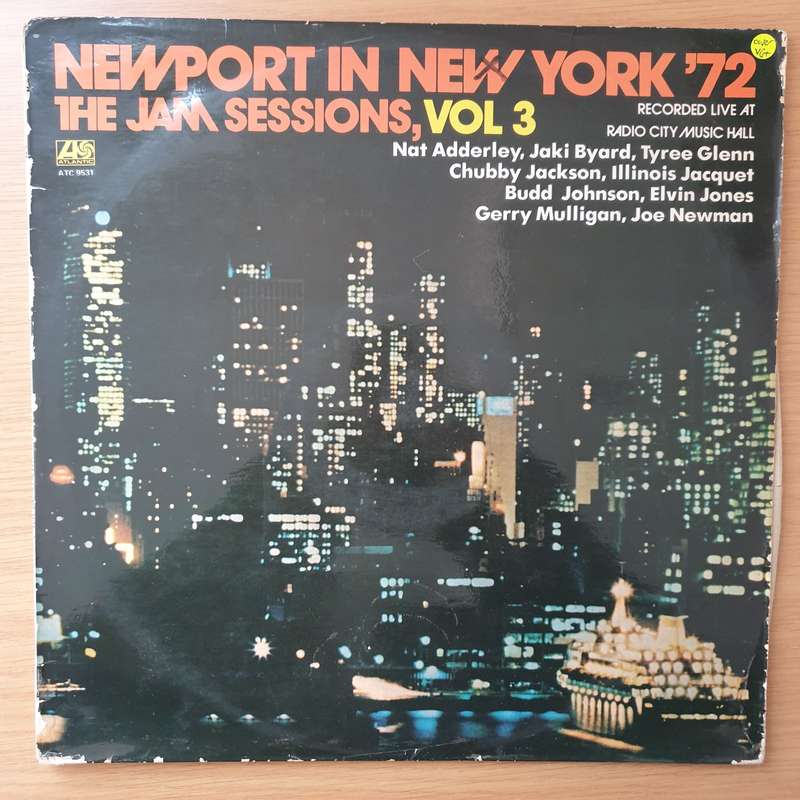 NEWPORT IN NEW YORK '72
THE JAM SESSIONS, VOL 3
RECORDED LIVE AT
RADIO CITY MUSIC HALL
Nat Adderley, Jaki Byard, Tyree Glenn
Chubby Jackson, Illinois Jacquet
Budd Johnson, Elvin Jones
Gerry Mulligan, Joe Newman
ATLANTIC
ATC 9531
VG+